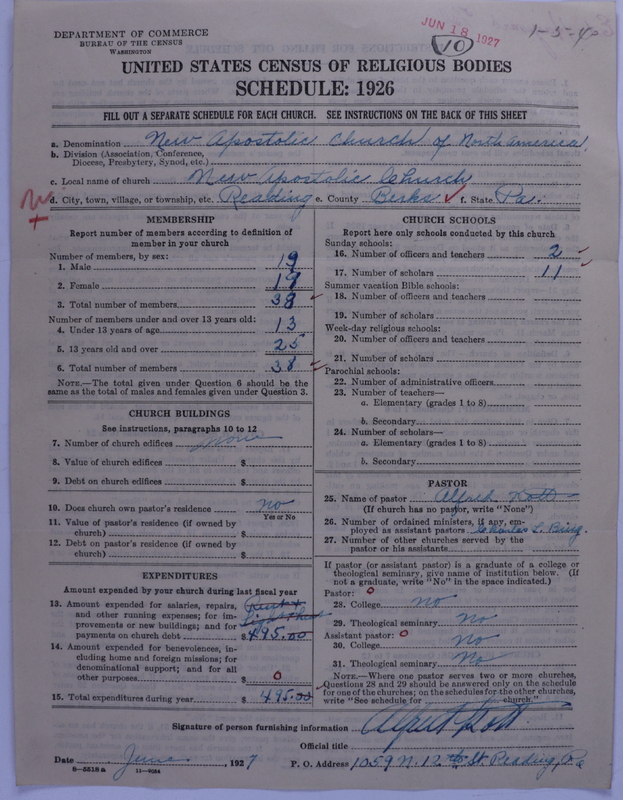 DEPARTMENT OF COMMERCE
BUREAU OF THE CENSUS
WASHINGTON
JUN 18 1927
10
1-5-40
UNITED STATES CENSUS OF RELIGIOUS BODIES
SCHEDULE: 1926
FILL OUT A SEPARATE SCHEDULE FOR EACH CHURCH. SEE INSTRUCTIONS ON THE BACK OF THIS SHEET
a. Denomination New Apostolic Church of North America
b. Division (Association, Conference,
Diocese, Presbytery, Synod, etc.)
c. Local name of church New Apostolic Church
d. City, town, village, or township, etc. Reading e. County Berks f. State Pa.
MEMBERSHIP
Report number of members according to definition of
member in your church
Number of members, by sex:
1. Male 19
2. Female 19
3. Total number of members 38
Number of members under and over 13 years old:
4. Under 13 years of age 13
5. 13 years old and over 25
6. Total number of members 38
NOTE.—The total given under Question 6 should be the
same as the total of males and females given under Question 3.
CHURCH BUILDINGS
See instructions, paragraphs 10 to 12
7. Number of church edifices none
8. Value of church edifices $
9. Debt on church edifices $
10. Does church own pastor's residence no
Yes or No
11. Value of pastor's residence (if owned by
church) $
12. Debt on pastor's residence (if owned by
church) $
EXPENDITURES
Amount expended by your church during last fiscal year
13. Amount expended for salaries, repairs, Rent +
and other running expenses; for im- Light
provements or new buildings; and for
payments on church debt $495.00
14. Amount expended for benevolences, in-
cluding home and foreign missions; for
denominational support; and for all
other purposes $ 0
15. Total expenditures during year $ 495.00
CHURCH SCHOOLS
Report here only schools conducted by this church
Sunday schools:
16. Number of officers and teachers 2
17. Number of scholars 11
Summer vacation Bible schools:
18. Number of officers and teachers
19. Number of scholars
Week-day religious schools:
20. Number of officers and teachers
21. Number of scholars
Parochial schools:
22. Number of administrative officers
23. Number of teachers—
a. Elementary (grades 1 to 8)
b. Secondary
24. Number of scholars—
a. Elementary (grades 1 to 8)
b. Secondary
PASTOR
25. Name of pastor Alfred Rott
(If church has no pastor, write "None")
26. Number of ordained ministers, if any, em-
ployed as assistant pastors Charles L. Bing.
27. Number of other churches served by the
pastor or his assistants
If pastor (or assistant pastor) is a graduate of a college or
theological seminary, give name of institution below. (If
not a graduate, write "No" in the space indicated.)
Pastor: 0
28. College no
29. Theological seminary No
Assistant pastor: 0
30. College No
31. Theological seminary No
NOTE.—Where one pastor serves two or more churches,
Questions 28 and 29 should be answered only on the schedule
for one of the churches; on the schedules for the other churches,
write "See schedule for church."
Signature of person furnishing information Alfred Rott
Official title
Date June, 1927 P. O. Address 1059 N. 12th St. Reading, Pa
8-5518 a 11-8024